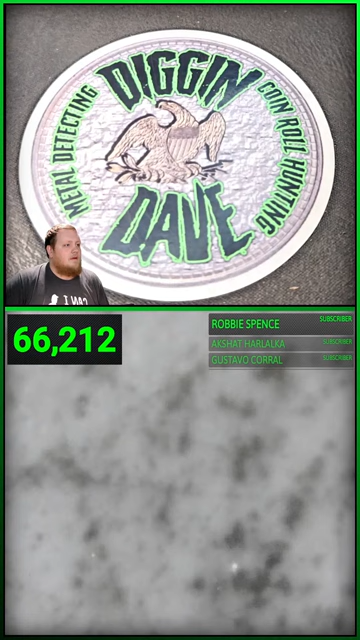 DIGGIN
METAL DETECTING
COIN ROLL HUNTING
DAVE
66,212
ROBBIE SPENCE SUBSCRIBER
AKSHAT HARLALKA SUBSCRIBER
GUSTAVO CORRAL SUBSCRIBER